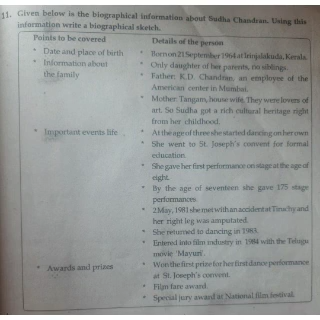 11. Given below is the biographical information about Sudha Chandran. Using this
information write a biographical sketch.
Points to be covered Details of the person
* Date and place of birth * Born on 21 September 1964 at Irinjalakuda, Kerala.
* Information about * Only daughter of her parents, no siblings.
the family * Father: K.D. Chandran, an employee of the
American center in Mumbai.
Mother: Tangam, house wife, They were lovers of
art. So Sudha got a rich cultural heritage right
from her childhood.
* Important events life * At the age of three she started dancing on her own
* She went to St. Joseph's convent for formal
education.
* She gave her first performance on stage at the age of
eight.
* By the age of seventeen she gave 175 stage
performances.
* 2 May, 1981 she met with an accident at Tiruchy and
her right leg was amputated.
* She returned to dancing in 1983.
* Entered into film industry in 1984 with the Telugu
movie 'Mayuri'.
* Awards and prizes * Won the first prize for her first dance performance
at St. Joseph's convent.
* Film fare award.
* Special jury award at National film festival.